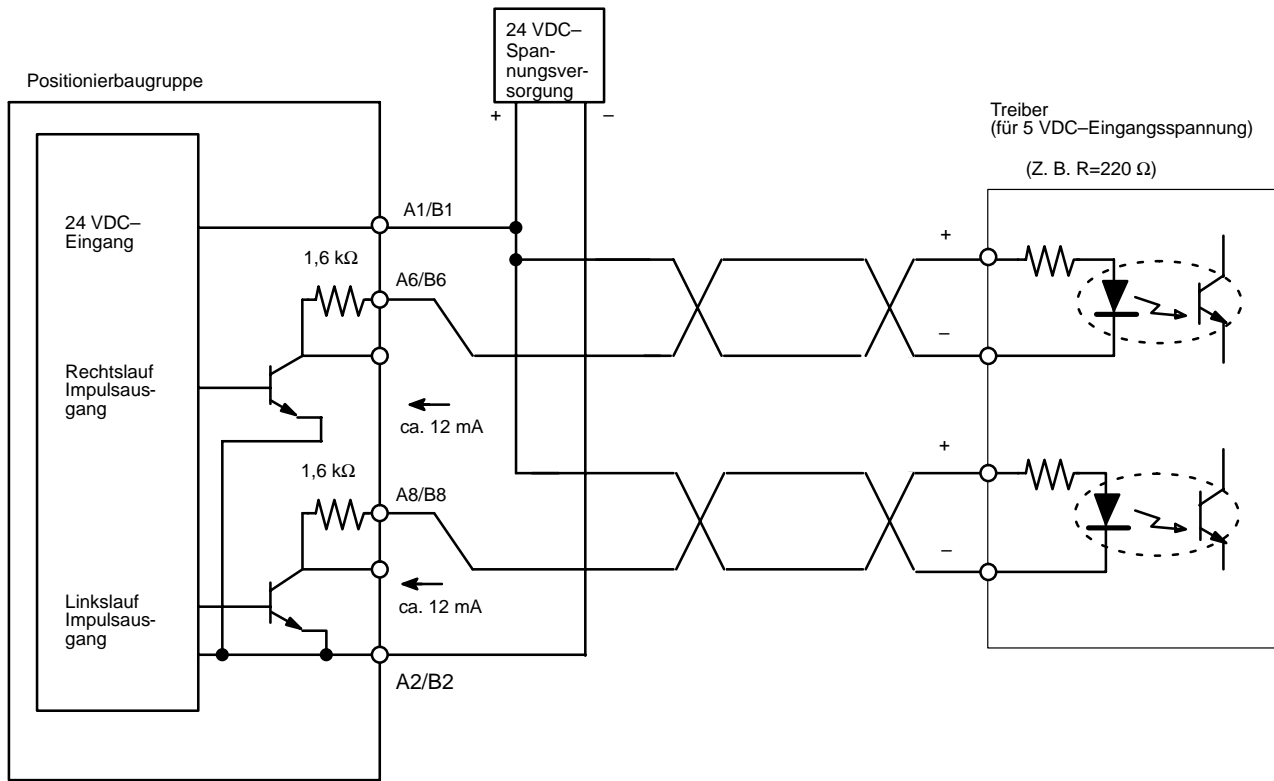 24 VDC–
Span-
nungsver-
sorgung
+ –
Positionierbaugruppe
Treiber
(für 5 VDC–Eingangsspannung)
(Z. B. R=220 Ω)
24 VDC–
Eingang
A1/B1
1,6 kΩ
A6/B6
+
–
Rechtslauf
Impulsaus-
gang
ca. 12 mA
1,6 kΩ
A8/B8
+
–
ca. 12 mA
Linkslauf
Impulsaus-
gang
A2/B2